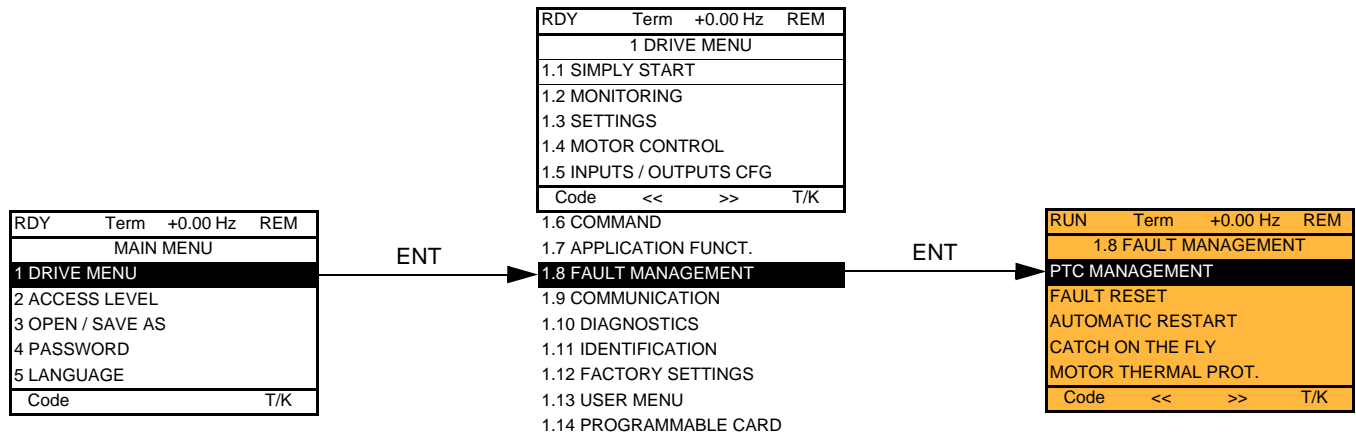 RDY Term +0.00 Hz REM
1 DRIVE MENU
1.1 SIMPLY START
1.2 MONITORING
1.3 SETTINGS
1.4 MOTOR CONTROL
1.5 INPUTS / OUTPUTS CFG
Code << >> T/K
1.6 COMMAND
1.7 APPLICATION FUNCT.
1.8 FAULT MANAGEMENT
1.9 COMMUNICATION
1.10 DIAGNOSTICS
1.11 IDENTIFICATION
1.12 FACTORY SETTINGS
1.13 USER MENU
1.14 PROGRAMMABLE CARD
RDY Term +0.00 Hz REM
MAIN MENU
1 DRIVE MENU
2 ACCESS LEVEL
3 OPEN / SAVE AS
4 PASSWORD
5 LANGUAGE
Code T/K
ENT
ENT
RUN Term +0.00 Hz REM
1.8 FAULT MANAGEMENT
PTC MANAGEMENT
FAULT RESET
AUTOMATIC RESTART
CATCH ON THE FLY
MOTOR THERMAL PROT.
Code << >> T/K